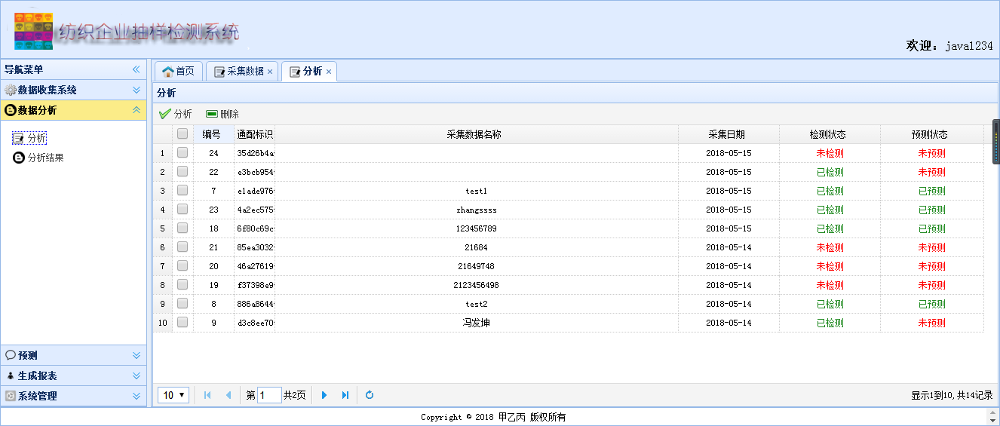 纺织企业抽样检测系统
欢迎：java1234
导航菜单
数据收集系统
数据分析
分析
分析结果
预测
生成报表
系统管理
首页 采集数据 分析
分析
分析 删除
编号 通配标识 采集数据名称 采集日期 检测状态 预测状态
1 24 35d26b4a 2018-05-15 未检测 未预测
2 22 e3bcb954 2018-05-15 已检测 未预测
3 7 e1ade976 test1 2018-05-15 已检测 已预测
4 23 4a2ec575 zhangssss 2018-05-15 已检测 已预测
5 18 6f80c69c 123456789 2018-05-15 已检测 已预测
6 21 85ea3032 21684 2018-05-14 未检测 未预测
7 20 46a27619 21649748 2018-05-14 未检测 未预测
8 19 f37398e9 2123456498 2018-05-14 未检测 未预测
9 8 886a8644 test2 2018-05-14 已检测 已预测
10 9 d3c8ee70 冯发坤 2018-05-14 已检测 未预测
10 第 1 共2页 显示1到10,共14记录
Copyright © 2018 甲乙丙 版权所有